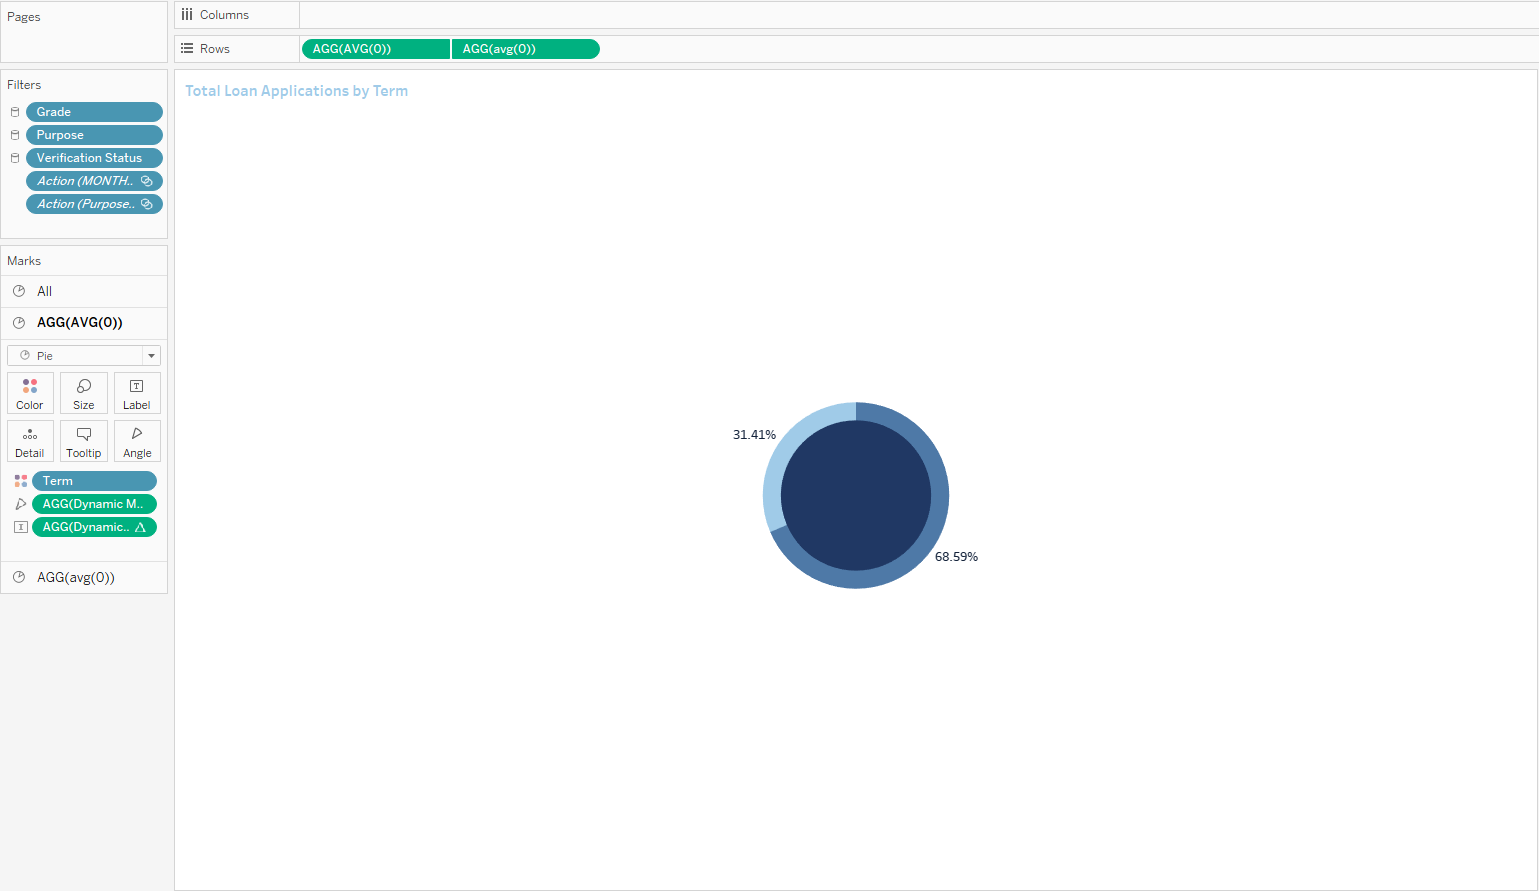 Pages
Columns
Rows
AGG(AVG(0))
AGG(avg(0))
Filters
Grade
Purpose
Verification Status
Action (MONTH..
Action (Purpose..
Marks
All
AGG(AVG(0))
Pie
Color
Size
Label
Detail
Tooltip
Angle
Term
AGG(Dynamic M..
AGG(Dynamic..
AGG(avg(0))
Total Loan Applications by Term
31.41%
68.59%